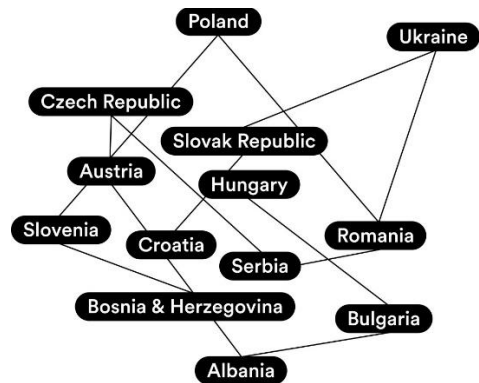 Poland
Ukraine
Czech Republic
Slovak Republic
Austria
Hungary
Slovenia
Croatia
Romania
Serbia
Bosnia & Herzegovina
Bulgaria
Albania